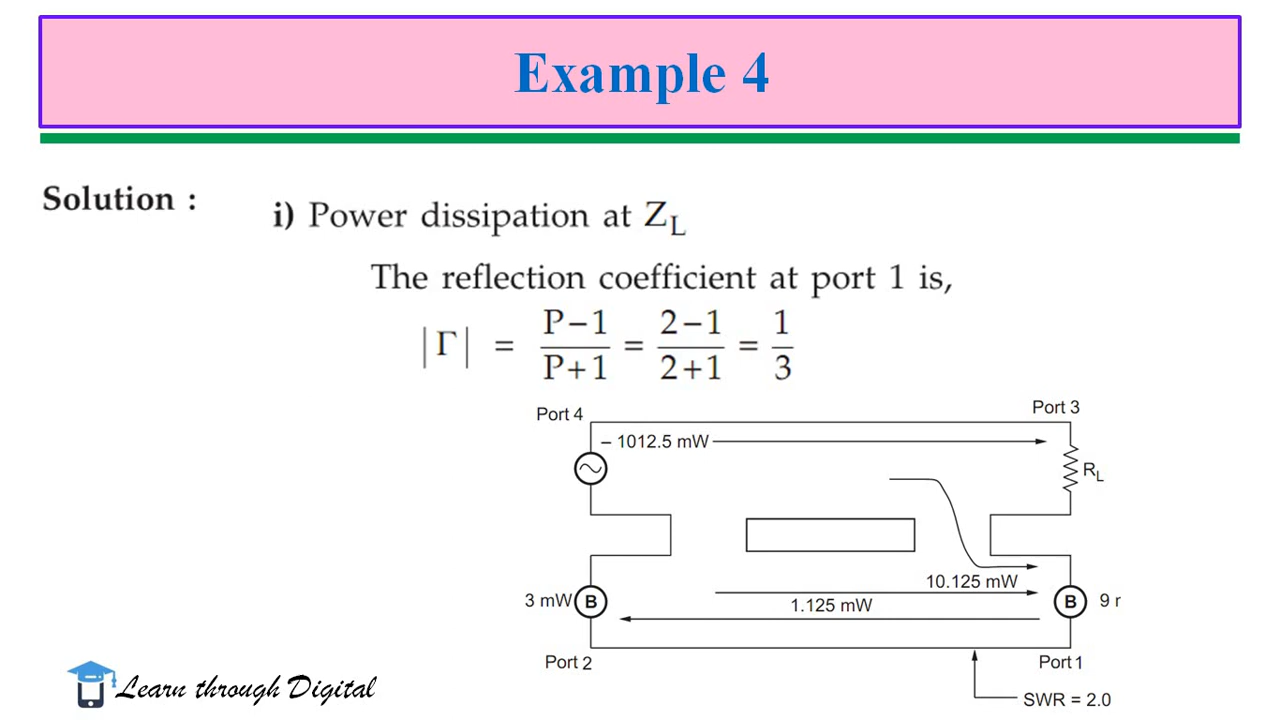 Example 4
Solution :
i) Power dissipation at Z_L
The reflection coefficient at port 1 is,
|Γ| = P−1/P+1 = 2−1/2+1 = 1/3
Port 4
Port 3
– 1012.5 mW
R_L
10.125 mW
3 mW B
1.125 mW
B 9 r
Port 2
Port 1
SWR = 2.0
Learn through Digital